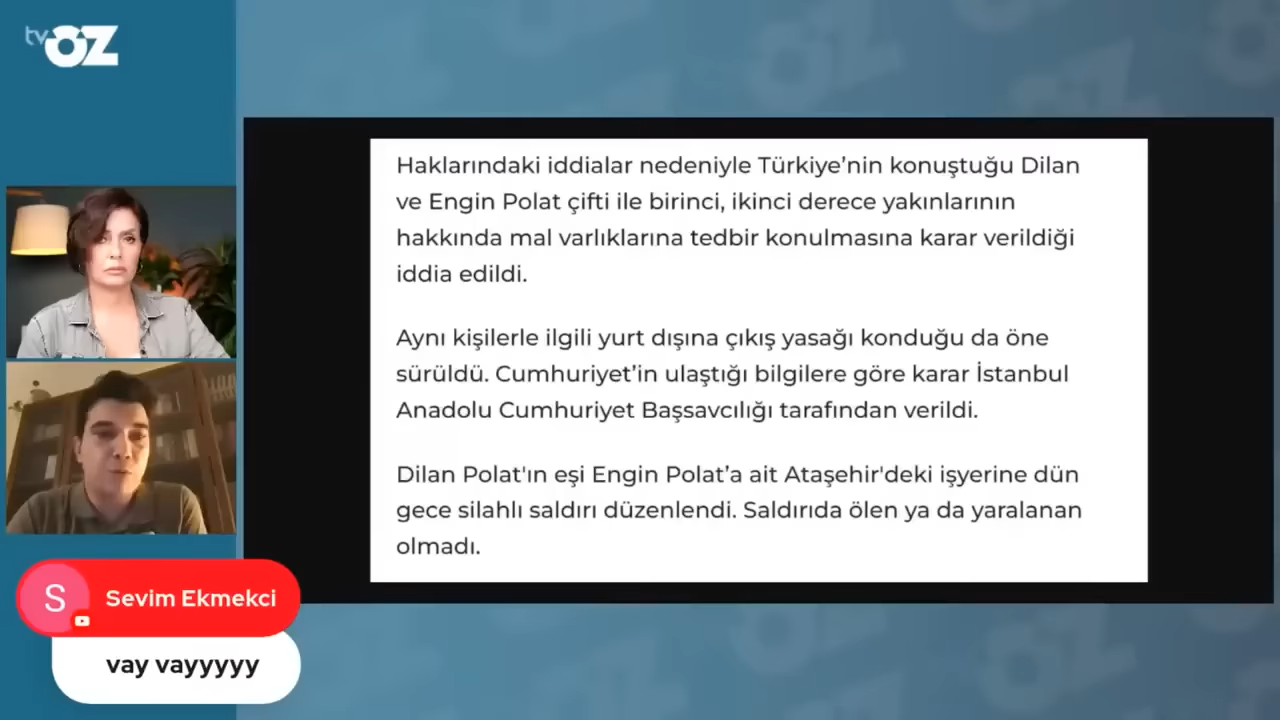 tv ÖZ
Haklarındaki iddialar nedeniyle Türkiye’nin konuştuğu Dilan
ve Engin Polat çifti ile birinci, ikinci derece yakınlarının
hakkında mal varlıklarına tedbir konulmasına karar verildiği
iddia edildi.
Aynı kişilerle ilgili yurt dışına çıkış yasağı konduğu da öne
sürüldü. Cumhuriyet’in ulaştığı bilgilere göre karar İstanbul
Anadolu Cumhuriyet Başsavcılığı tarafından verildi.
Dilan Polat'ın eşi Engin Polat’a ait Ataşehir'deki işyerine dün
gece silahlı saldırı düzenlendi. Saldırıda ölen ya da yaralanan
olmadı.
S
Sevim Ekmekci
vay vayyyyy